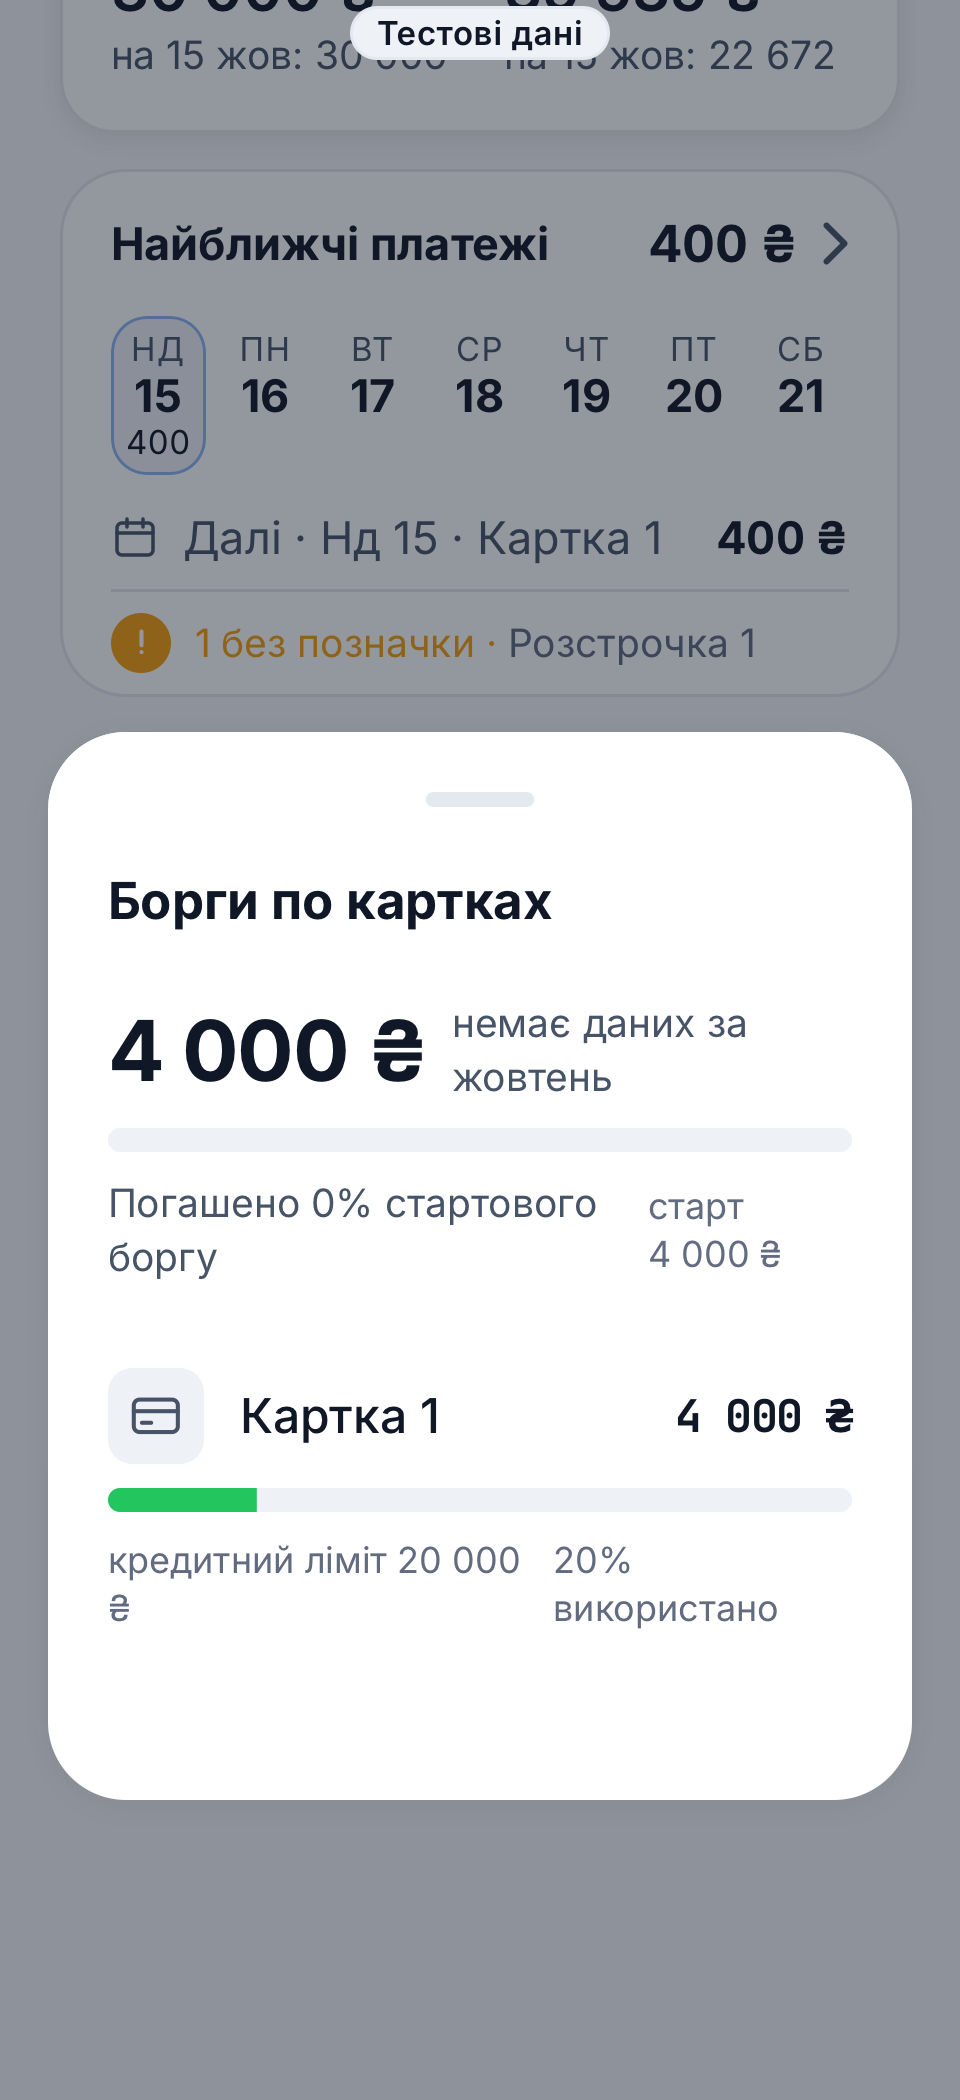 Тестові дані
на 15 жов: 30 000 на 15 жов: 22 672
Найближчі платежі 400 ₴
НД ПН ВТ СР ЧТ ПТ СБ
15 16 17 18 19 20 21
400
Далі · Нд 15 · Картка 1 400 ₴
! 1 без позначки · Розстрочка 1
Борги по картках
4 000 ₴ немає даних за
жовтень
Погашено 0% стартового старт
боргу 4 000 ₴
Картка 1 4 000 ₴
кредитний ліміт 20 000 20%
₴ використано